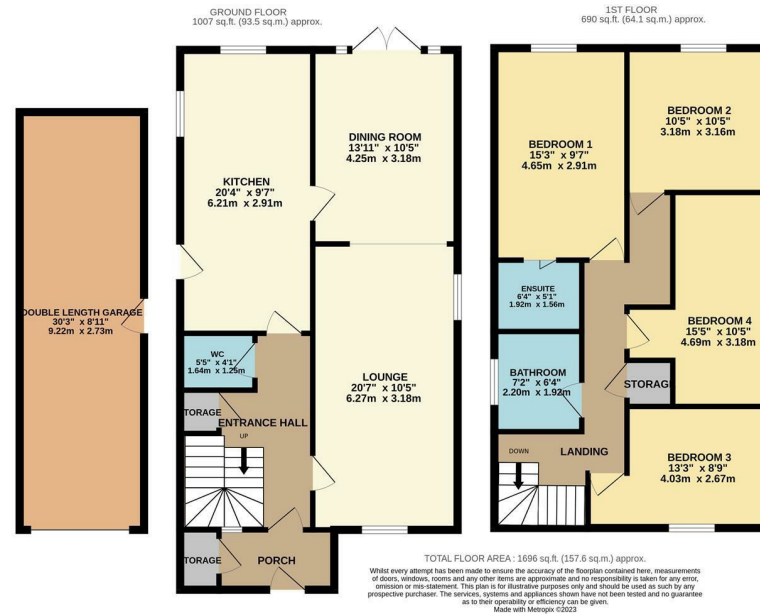 GROUND FLOOR
1007 sq.ft. (93.5 sq.m.) approx.
1ST FLOOR
690 sq.ft. (64.1 sq.m.) approx.
DOUBLE LENGTH GARAGE
30'3" x 8'11"
9.22m x 2.73m
KITCHEN
20'4" x 9'7"
6.21m x 2.91m
DINING ROOM
13'11" x 10'5"
4.25m x 3.18m
WC
5'5" x 4'1"
1.64m x 1.25m
TORAGE
ENTRANCE HALL
UP
LOUNGE
20'7" x 10'5"
6.27m x 3.18m
TORAGE
PORCH
BEDROOM 1
15'3" x 9'7"
4.65m x 2.91m
BEDROOM 2
10'5" x 10'5"
3.18m x 3.16m
ENSUITE
6'4" x 5'1"
1.92m x 1.56m
BEDROOM 4
15'5" x 10'5"
4.69m x 3.18m
BATHROOM
7'2" x 6'4"
2.20m x 1.92m
STORAGE
DOWN
LANDING
BEDROOM 3
13'3" x 8'9"
4.03m x 2.67m
TOTAL FLOOR AREA : 1696 sq.ft. (157.6 sq.m.) approx.
Whilst every attempt has been made to ensure the accuracy of the floorplan contained here, measurements
of doors, windows, rooms and any other items are approximate and no responsibility is taken for any error,
omission or mis-statement. This plan is for illustrative purposes only and should be used as such by any
prospective purchaser. The services, systems and appliances shown have not been tested and no guarantee
as to their operability or efficiency can be given.
Made with Metropix ©2023